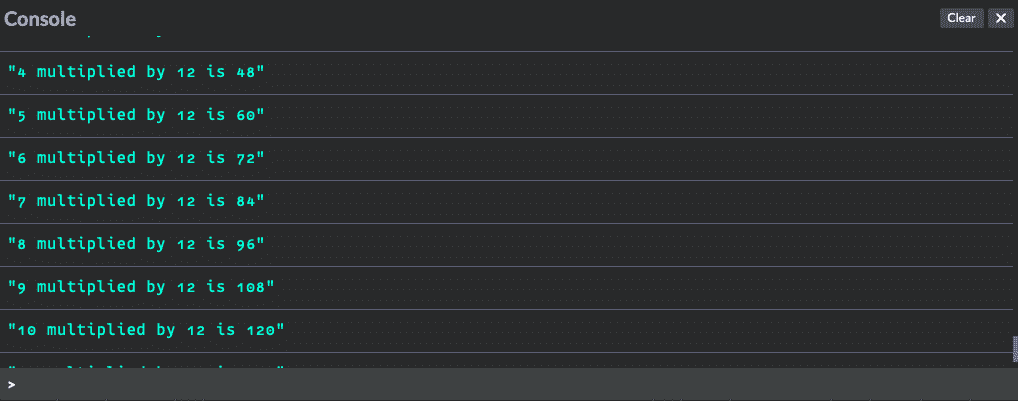 Console
Clear
"4 multiplied by 12 is 48"
"5 multiplied by 12 is 60"
"6 multiplied by 12 is 72"
"7 multiplied by 12 is 84"
"8 multiplied by 12 is 96"
"9 multiplied by 12 is 108"
"10 multiplied by 12 is 120"
>